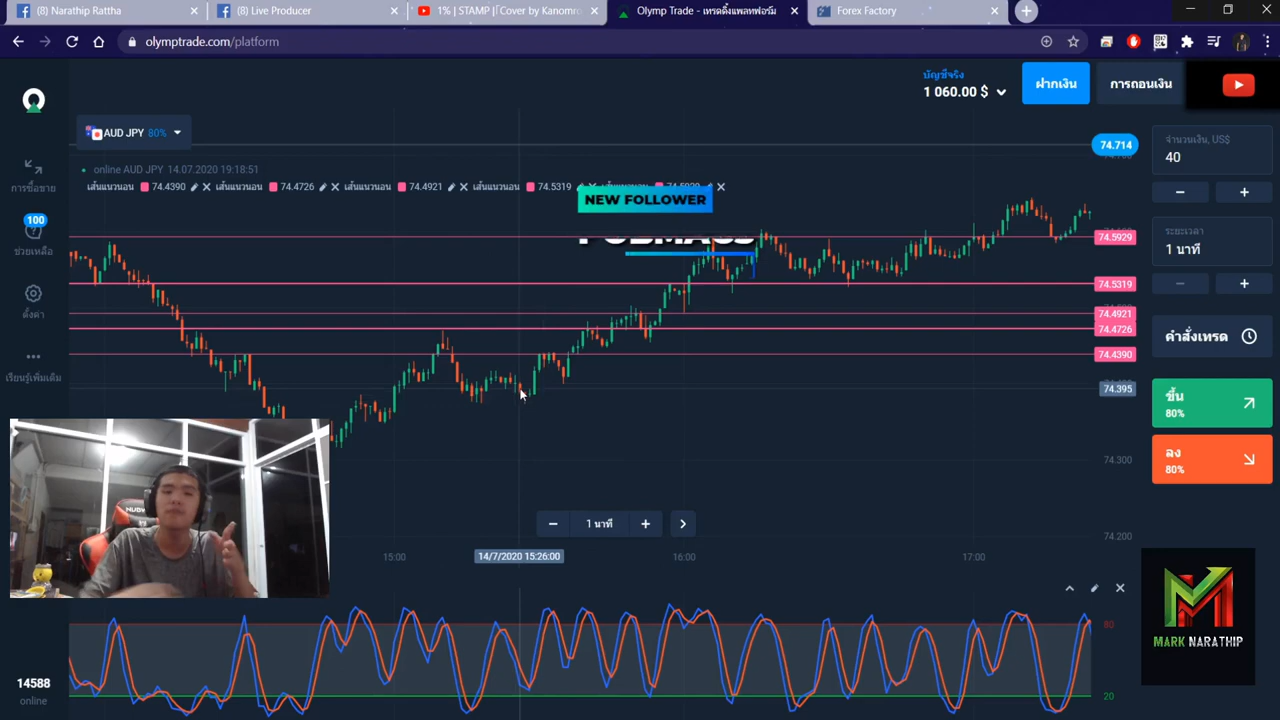 (8) Narathip Rattha
(8) Live Producer
1% | STAMP |「Cover by Kanomro
Olymp Trade - เทรดดิ้งแพลทฟอร์ม
Forex Factory
olymptrade.com/platform
บัญชีจริง
1 060.00 $
ฝากเงิน
การถอนเงิน
AUD JPY 80%
online AUD JPY 14.07.2020 19:18:51
เส้นแนวนอน 74.4390 เส้นแนวนอน 74.4726 เส้นแนวนอน 74.4921 เส้นแนวนอน 74.5319
NEW FOLLOWER
74.714
74.5929
74.5319
74.4921
74.4726
74.4390
74.395
74.300
74.200
การซื้อขาย
100
ช่วยเหลือ
ตั้งค่า
เรียนรู้เพิ่มเติม
14588
online
จำนวนเงิน, US$
40
ระยะเวลา
1 นาที
คำสั่งเทรด
ขึ้น
80%
ลง
80%
1 นาที
15:00
14/7/2020 15:26:00
16:00
17:00
80
20
MARK NARATHIP